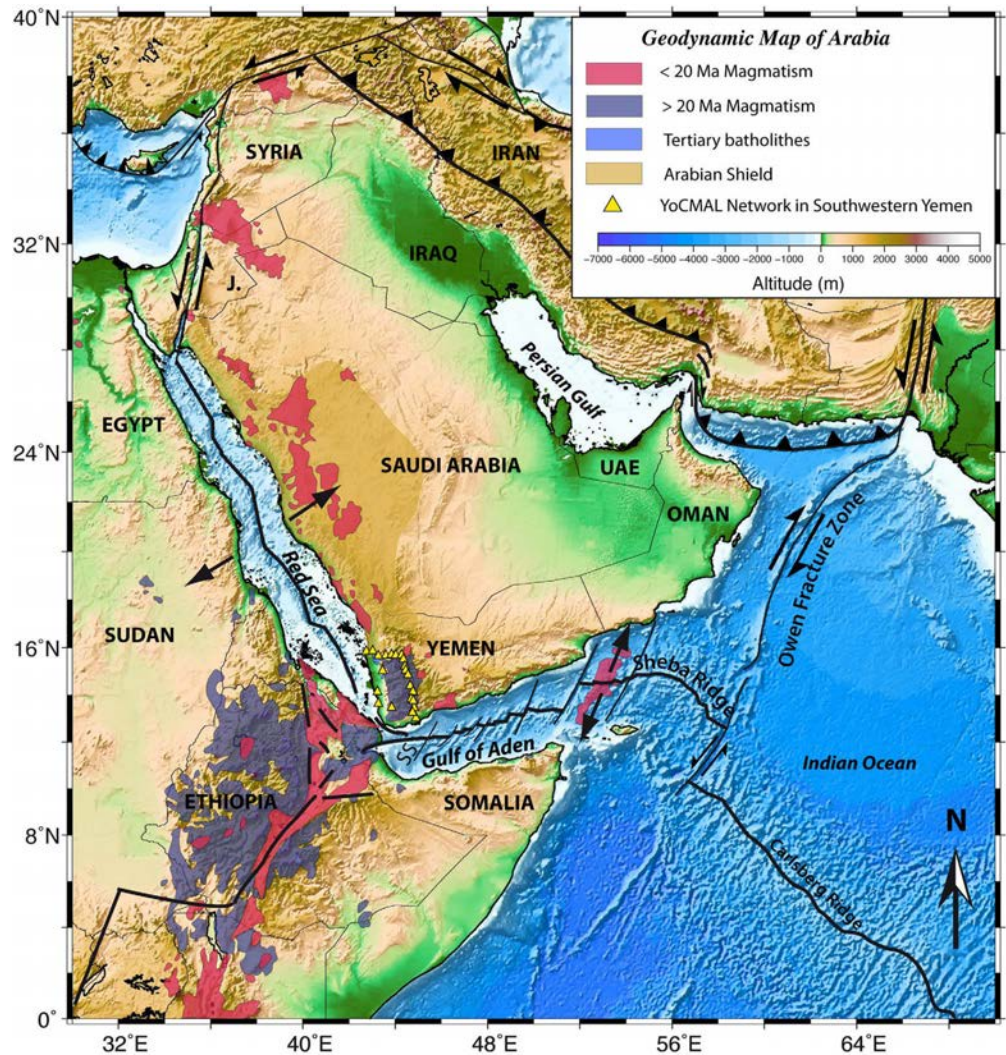 40°
32°
24°
16°
8°
0°
Geodynamic Map of Arabia
< 20 Ma Magmatism
> 20 Ma Magmatism
Tertiary batholithes
Arabian Shield
YoCMAL Network in Southwestern Yemen
-7000 -6000 -5000 -4000 -3000 -2000 -1000 0 1000 2000 3000 4000 5000
Altitude (m)
SYRIA
IRAN
IRAQ
J.
Persian Gulf
EGYPT
SAUDI ARABIA
UAE
OMAN
Red Sea
Owen Fracture Zone
SUDAN
YEMEN
Sheba Ridge
SSF
Gulf of Aden
Indian Ocean
ETHIOPIA
SOMALIA
N
Carlsberg Ridge
32°E 40°E 48°E 56°E 64°E